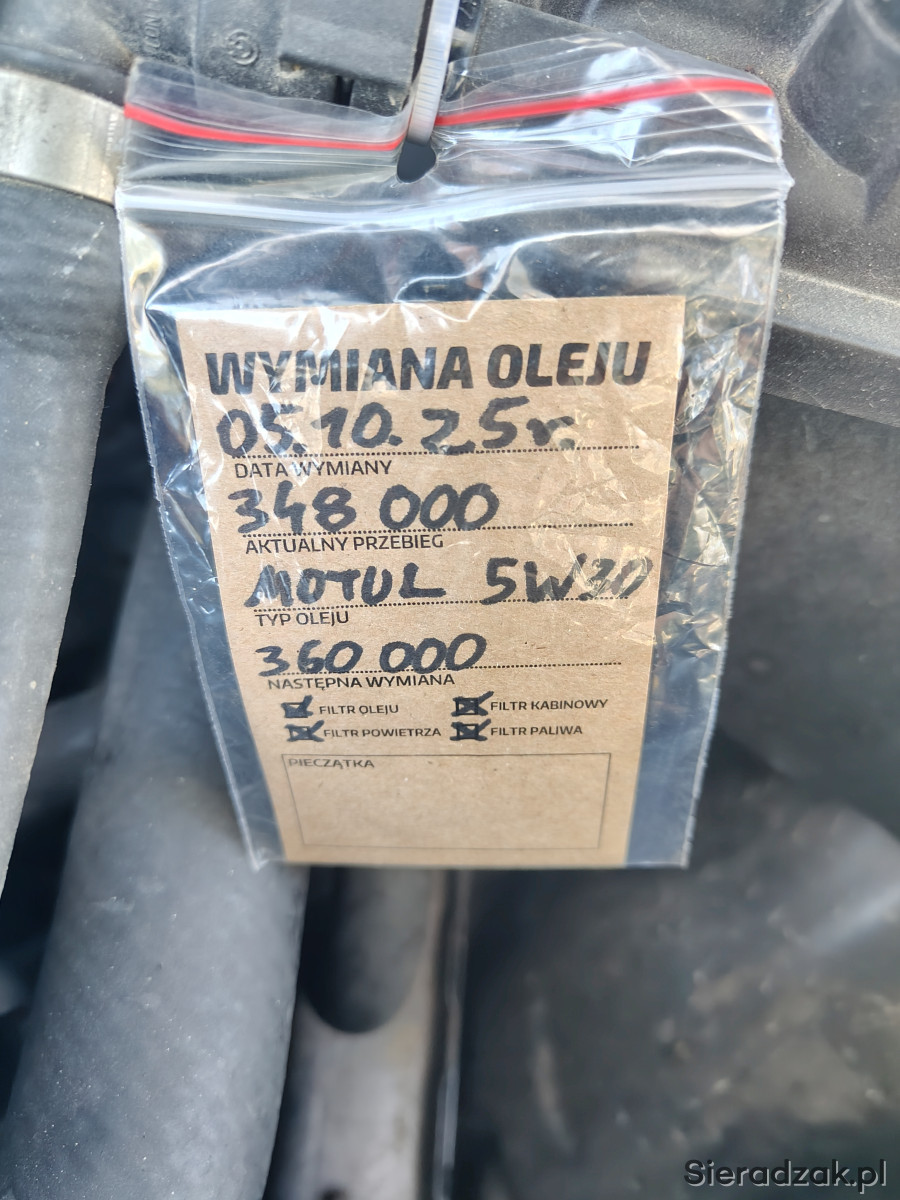 WYMIANA OLEJU
05.10.25r.
DATA WYMIANY
348 000
AKTUALNY PRZEBIEG
MOTUL 5W30
TYP OLEJU
360 000
NASTĘPNA WYMIANA
FILTR OLEJU FILTR KABINOWY
FILTR POWIETRZA FILTR PALIWA
PIECZĄTKA
Sieradzak.pl